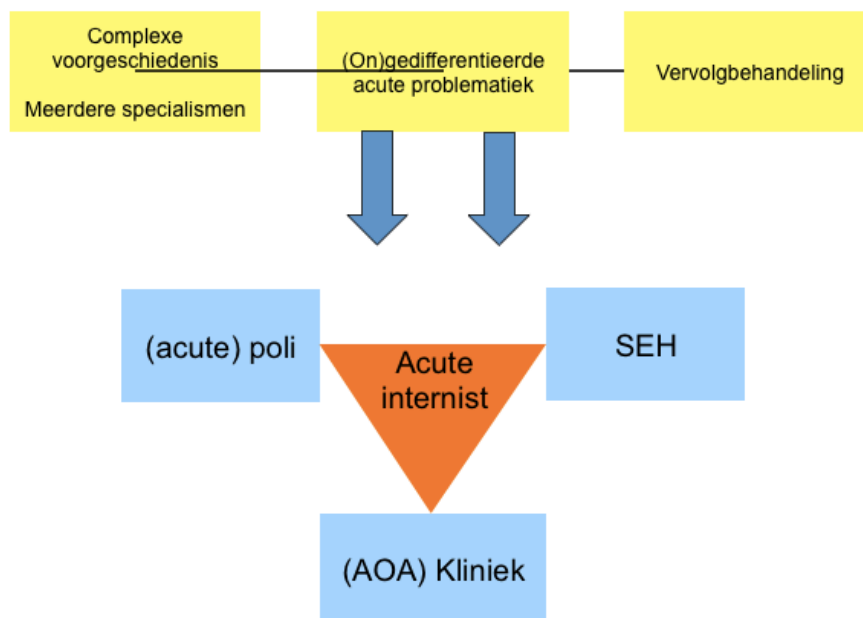 Complexe
voorgeschiedenis
Meerdere specialismen
(On)gedifferentieerde
acute problematiek
Vervolgbehandeling
(acute) poli
Acute
internist
SEH
(AOA) Kliniek